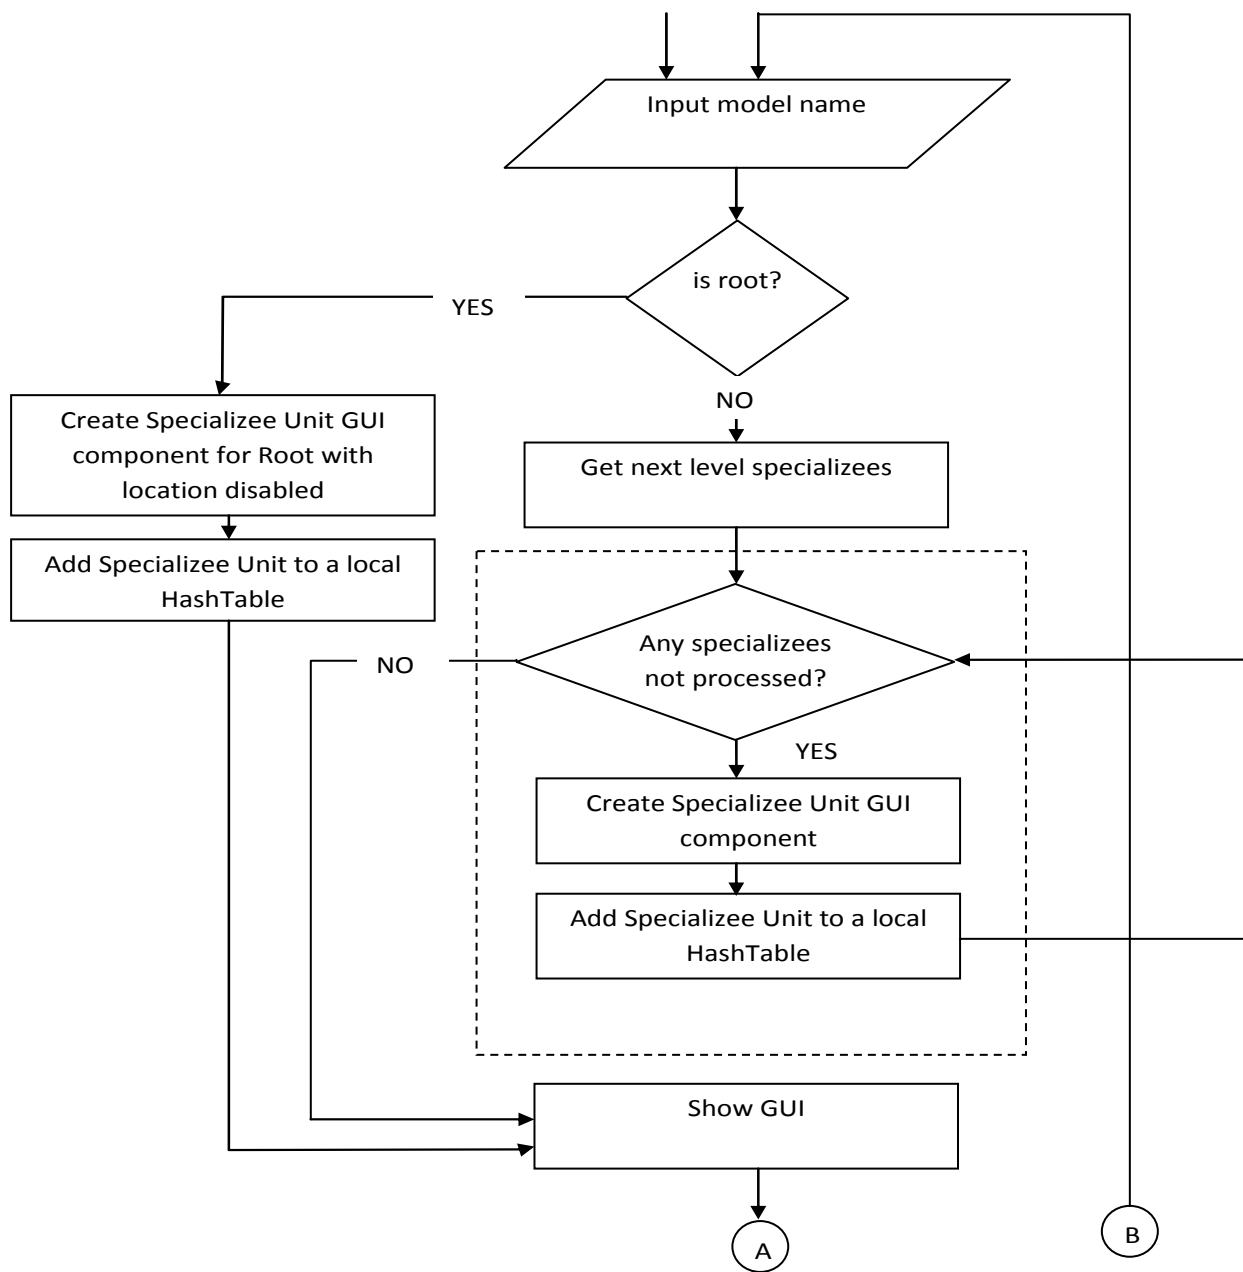 Input model name
is root?
YES
NO
Create Specializee Unit GUI
component for Root with
location disabled
Get next level specializees
Add Specializee Unit to a local
HashTable
Any specializees
not processed?
NO
YES
Create Specializee Unit GUI
component
Add Specializee Unit to a local
HashTable
Show GUI
A
B